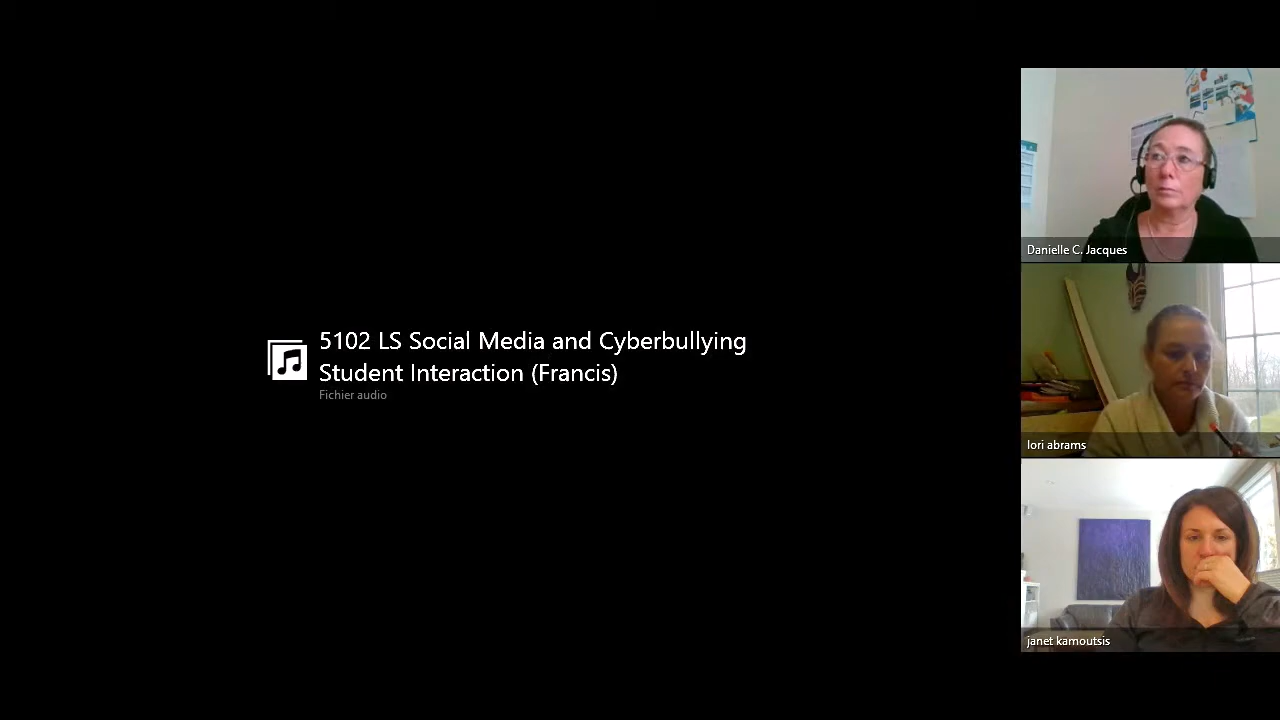 5102 LS Social Media and Cyberbullying
Student Interaction (Francis)
Fichier audio
Danielle C. Jacques
lori abrams
janet kamoutsis